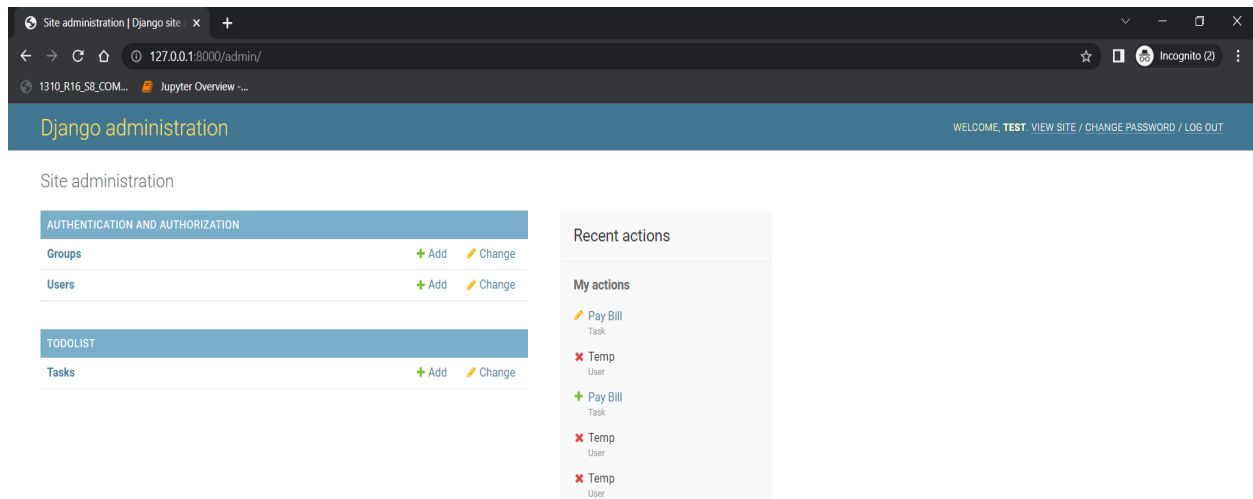 Site administration | Django site
127.0.0.1:8000/admin/
Incognito (2)
1310_R16_S8_COM...
Jupyter Overview -...
Django administration
WELCOME, TEST. VIEW SITE / CHANGE PASSWORD / LOG OUT
Site administration
AUTHENTICATION AND AUTHORIZATION
Groups
Add
Change
Users
Add
Change
TODOLIST
Tasks
Add
Change
Recent actions
My actions
Pay Bill
Task
Temp
User
Pay Bill
Task
Temp
User
Temp
User